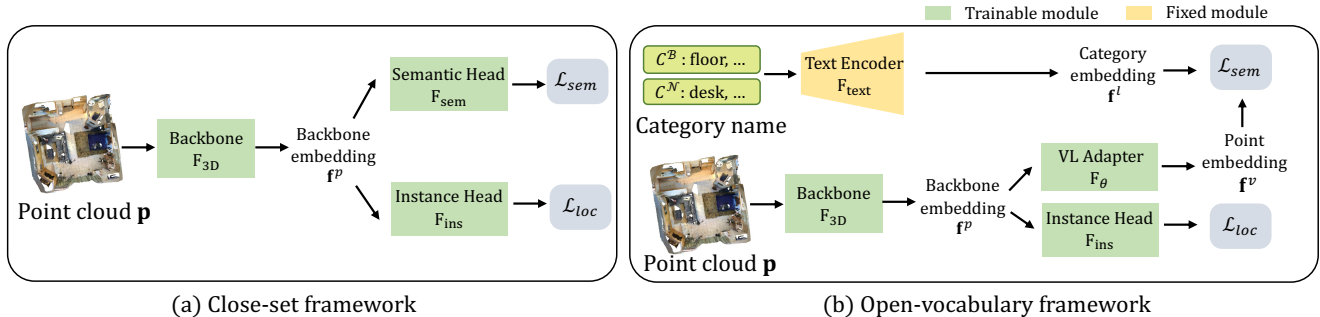 Trainable module
Fixed module
Point cloud p
Backbone
F_3D
Backbone
embedding
f^p
Semantic Head
F_sem
ℒ_sem
Instance Head
F_ins
ℒ_loc
(a) Close-set framework
C^ℬ: floor, ...
C^𝒩: desk, ...
Category name
Text Encoder
F_text
Category
embedding
f^l
ℒ_sem
Point cloud p
Backbone
F_3D
Backbone
embedding
f^p
VL Adapter
F_θ
Point
embedding
f^v
Instance Head
F_ins
ℒ_loc
(b) Open-vocabulary framework